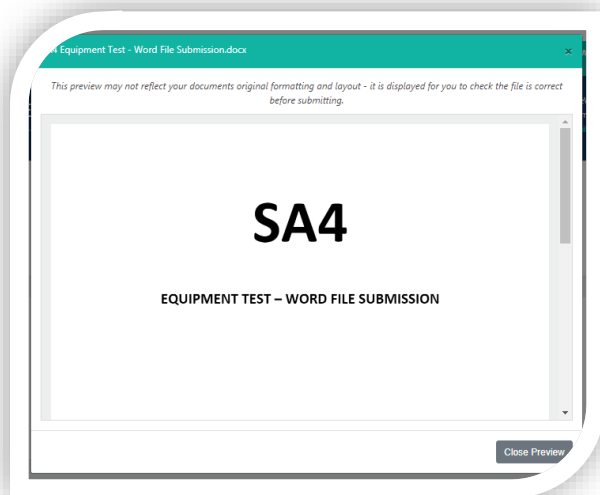 Equipment Test - Word File Submission.docx
×
This preview may not reflect your documents original formatting and layout - it is displayed for you to check the file is correct
before submitting.
SA4
EQUIPMENT TEST – WORD FILE SUBMISSION
Close Preview